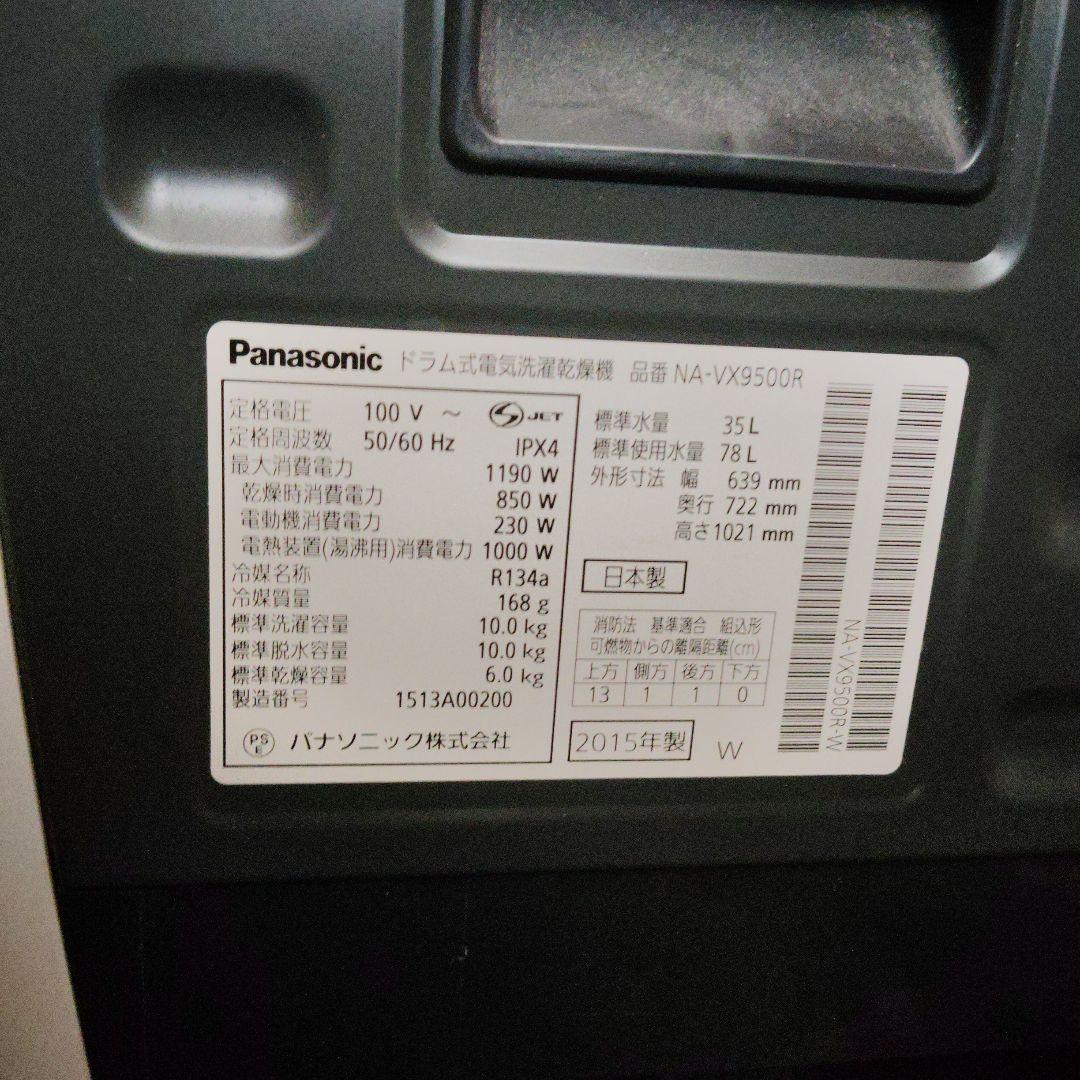 Panasonic ドラム式電気洗濯乾燥機 品番 NA-VX9500R
定格電圧 100 V ～ S JET
定格周波数 50/60 Hz IPX4
最大消費電力 1190 W
乾燥時消費電力 850 W
電動機消費電力 230 W
電熱装置(湯沸用)消費電力 1000 W
冷媒名称 R134a
冷媒質量 168 g
標準洗濯容量 10.0 kg
標準脱水容量 10.0 kg
標準乾燥容量 6.0 kg
製造番号 1513A00200
PS E パナソニック株式会社
標準水量 35 L
標準使用水量 78 L
外形寸法 幅 639 mm
奥行 722 mm
高さ 1021 mm
日本製
消防法 基準適合 組込形
可燃物からの離隔距離(cm)
上方 側方 後方 下方
13 1 1 0
2015年製 W
NA-VX9500R-W